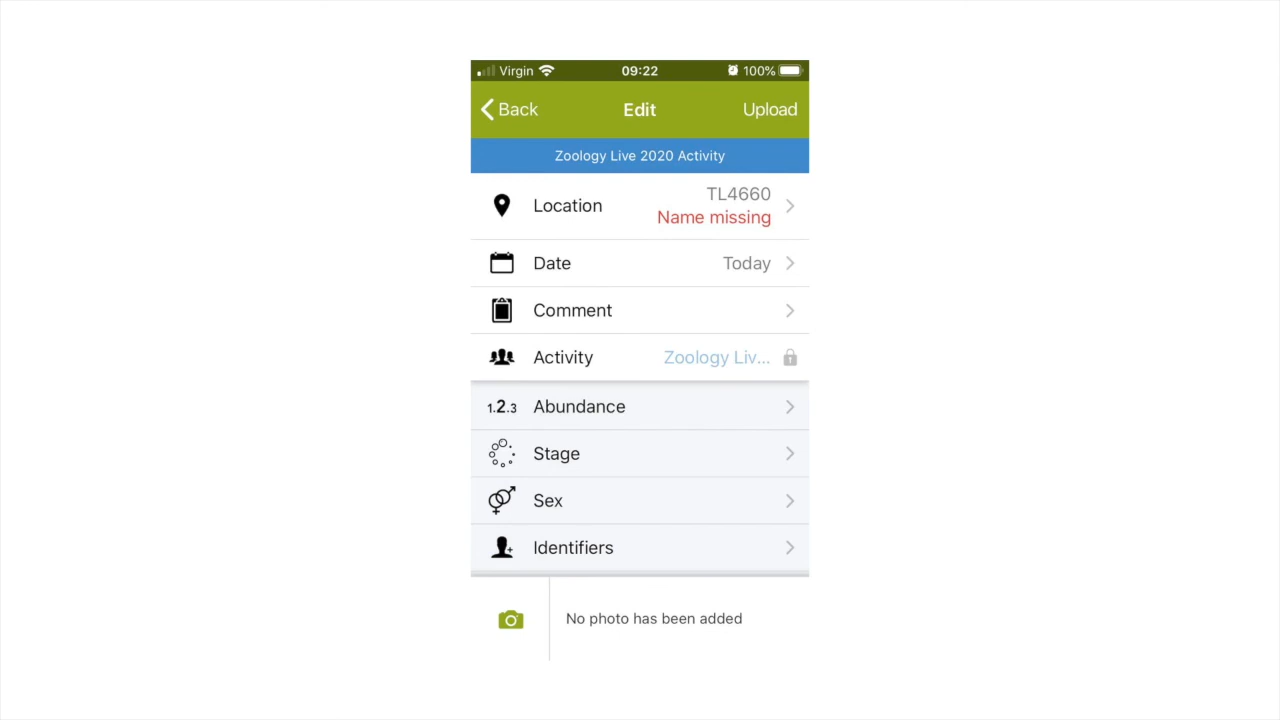 Virgin 09:22 100%
Back Edit Upload
Zoology Live 2020 Activity
Location TL4660
Name missing
Date Today
Comment
Activity Zoology Liv...
1.2.3 Abundance
Stage
Sex
Identifiers
No photo has been added